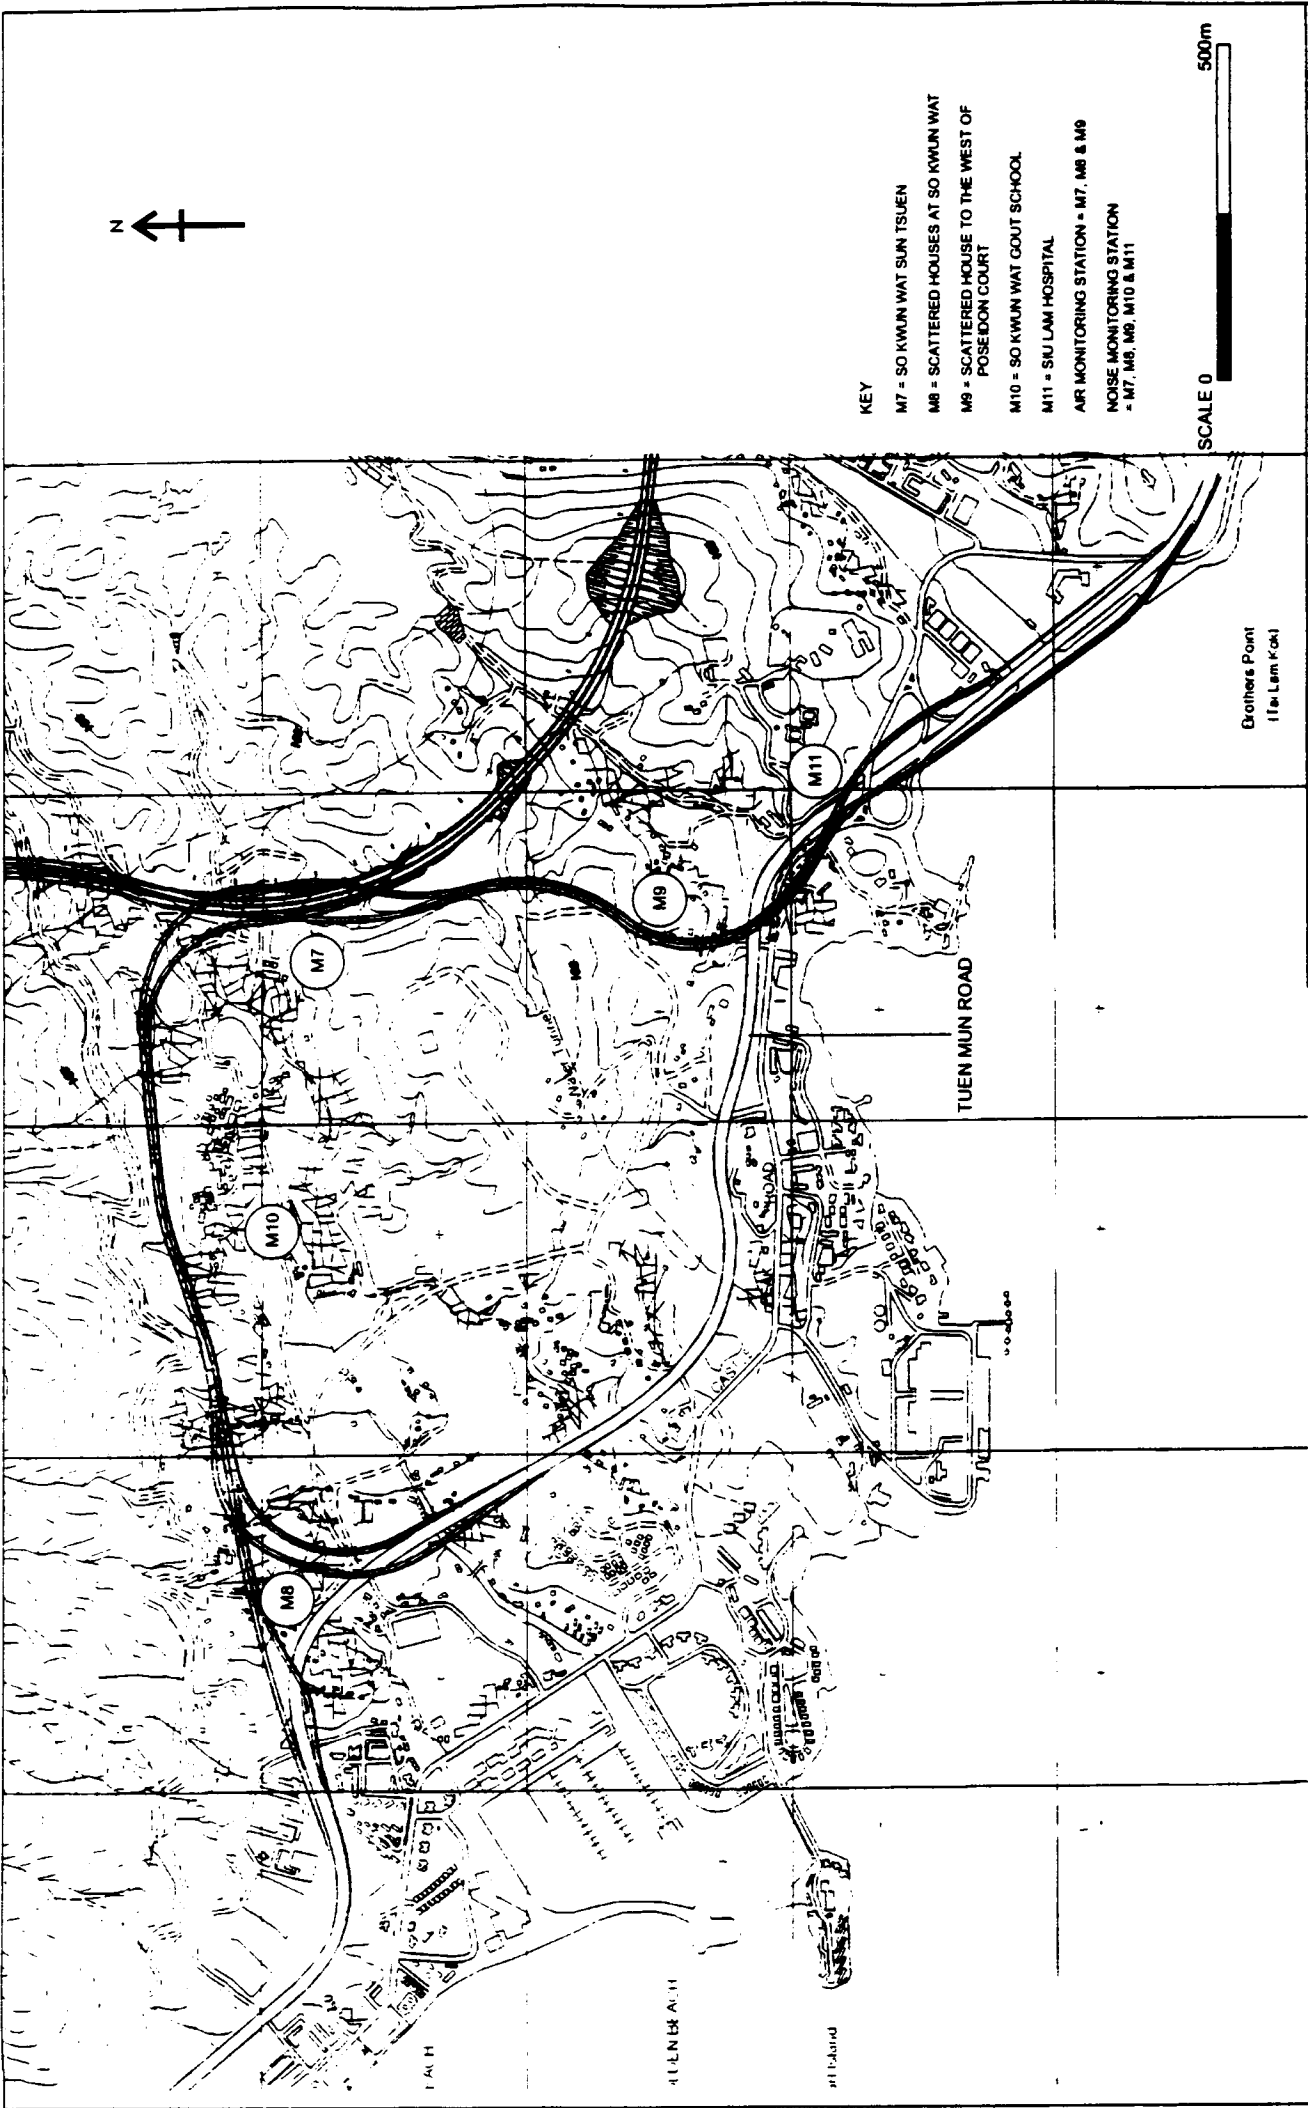 N
KEY
M7 = SO KWUN WAT SUN TSUEN
M8 = SCATTERED HOUSES AT SO KWUN WAT
M9 = SCATTERED HOUSE TO THE WEST OF
POSEIDON COURT
M10 = SO KWUN WAT GOUT SCHOOL
M11 = SIU LAM HOSPITAL
AIR MONITORING STATION = M7, M8 & M9
NOISE MONITORING STATION
= M7, M8, M9, M10 & M11
SCALE 0
500m
M7
M8
M9
M10
M11
TUEN MUN ROAD
ROAD
Brothers Point